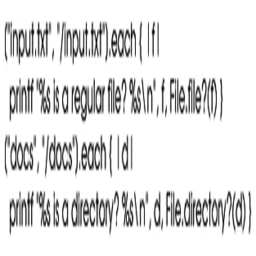 ("input.txt", "/input.txt").each { | f |
printf "%s is a regular file? %s\n", f, File.file?(f) }
("docs", "/docs").each { | d |
printf "%s is a directory? %s\n", d, File.directory?(d) }